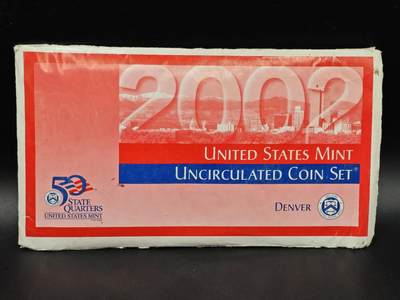 2002
UNITED STATES MINT
UNCIRCULATED COIN SET®
50
STATE
QUARTERS
UNITED STATES MINT
DENVER